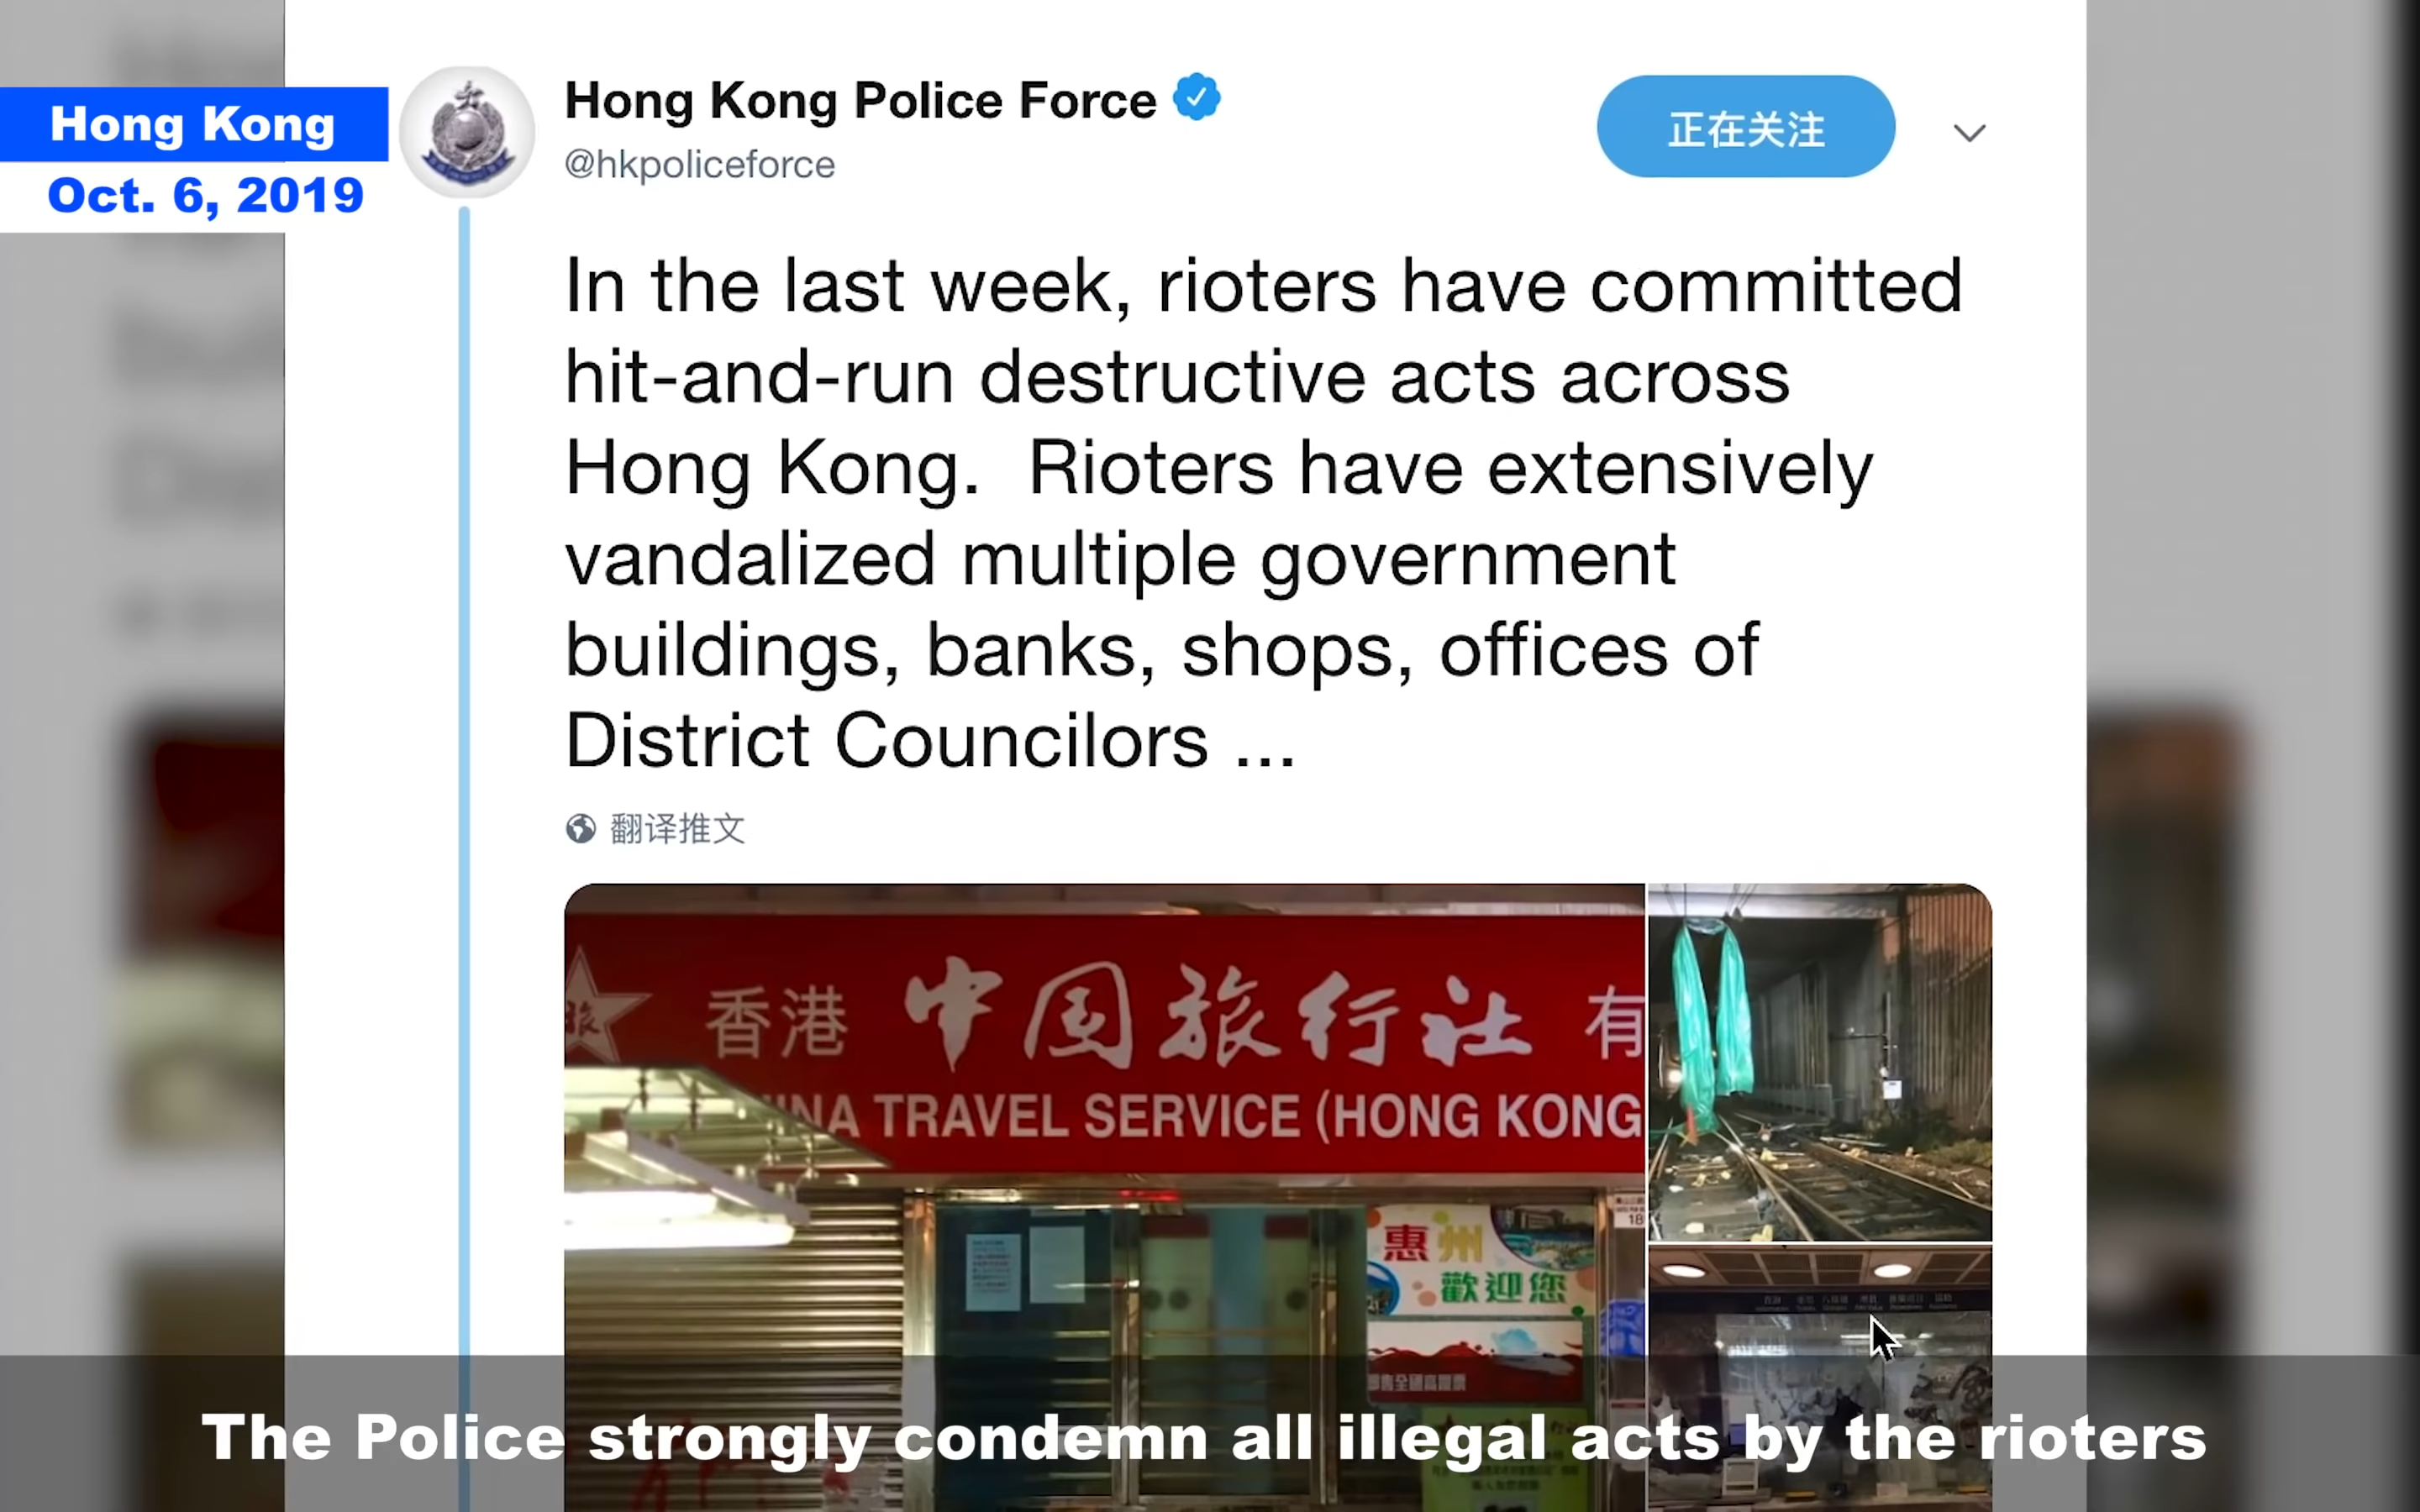 Hong Kong
Oct. 6, 2019
Hong Kong Police Force
@hkpoliceforce
正在关注
In the last week, rioters have committed
hit-and-run destructive acts across
Hong Kong.  Rioters have extensively
vandalized multiple government
buildings, banks, shops, offices of
District Councilors ...
翻译推文
旅
香港 中国旅行社 有
INA TRAVEL SERVICE (HONG KONG
惠州
歡迎您
The Police strongly condemn all illegal acts by the rioters